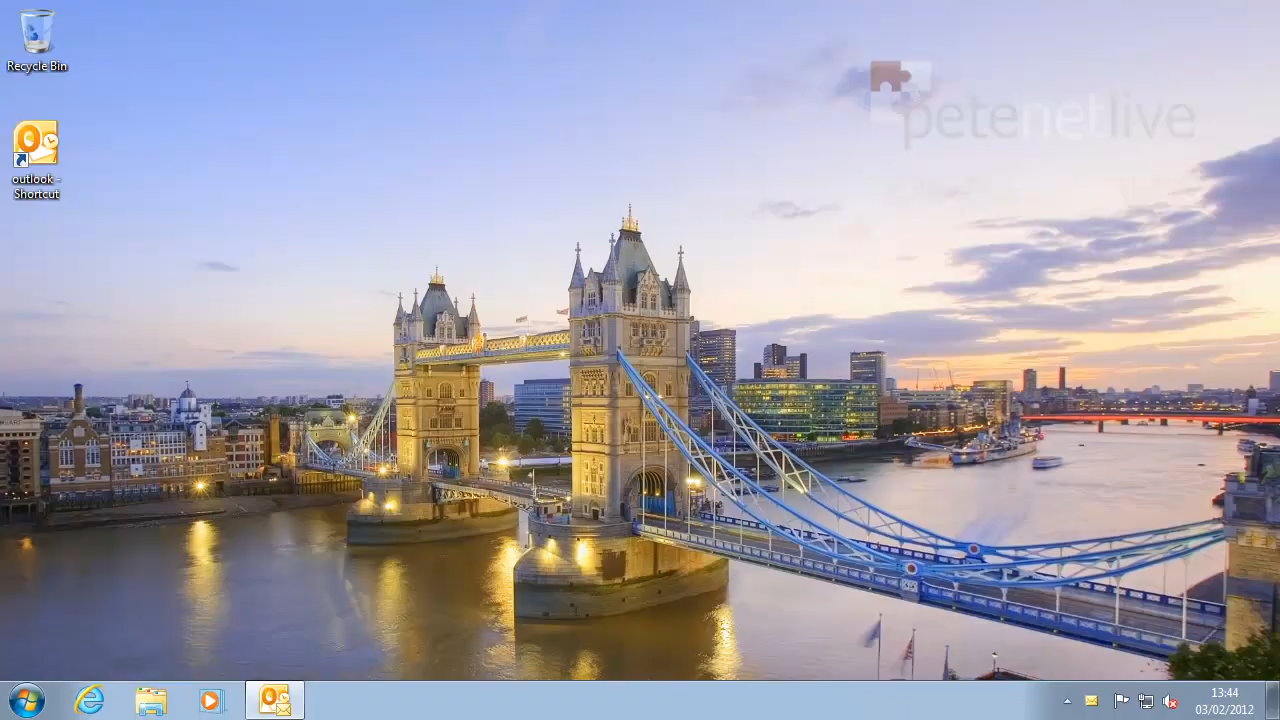 Recycle Bin
petenetlive
outlook -
Shortcut
13:44
03/02/2012